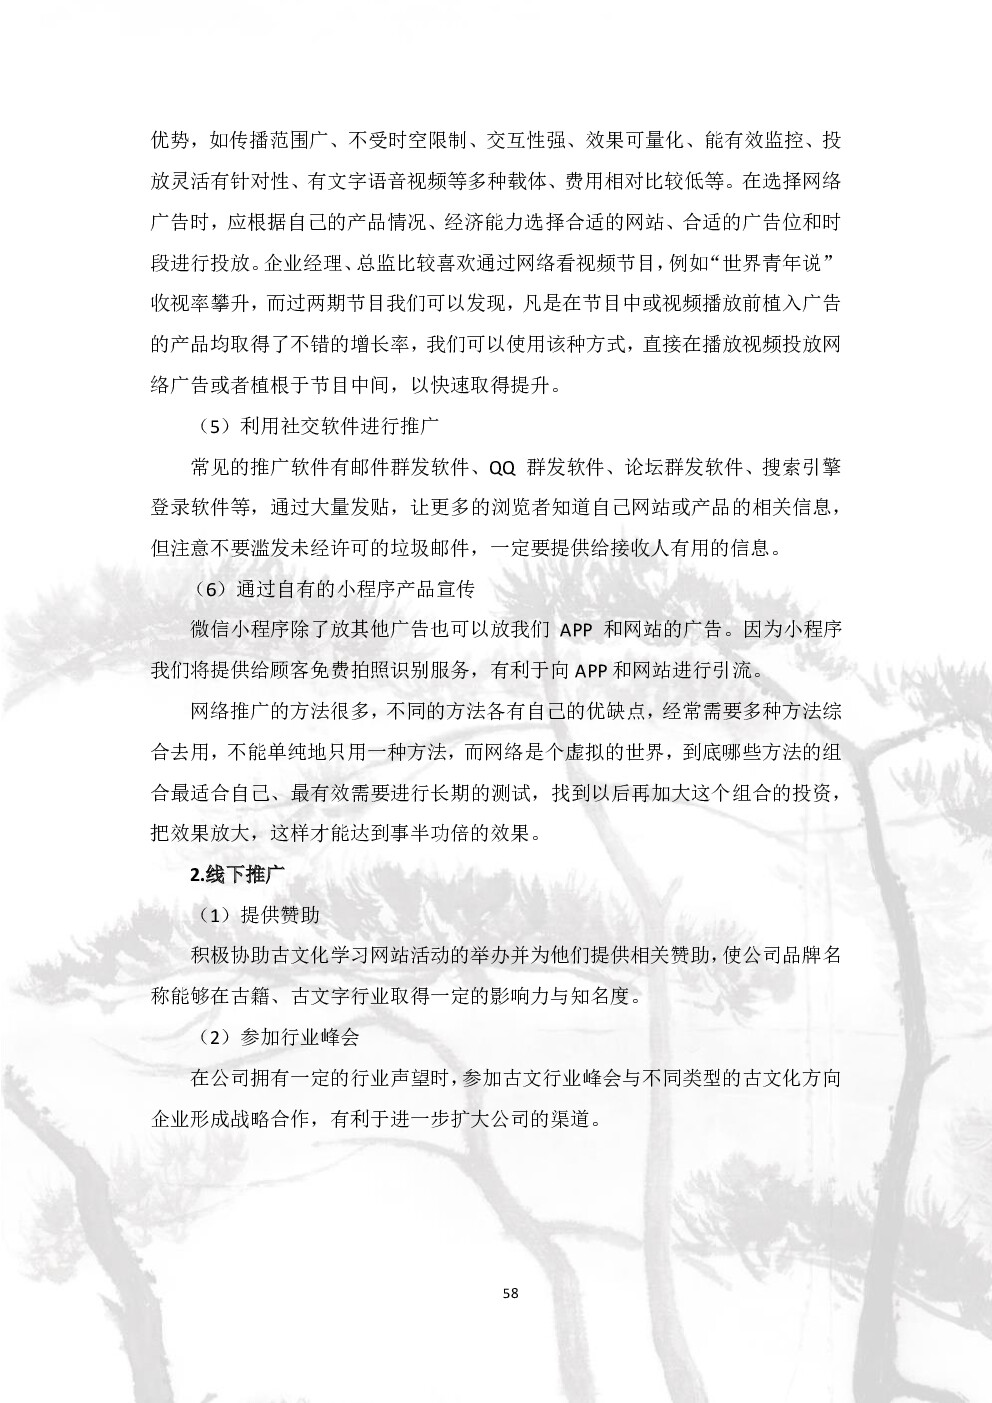 优势，如传播范围广、不受时空限制、交互性强、效果可量化、能有效监控、投
放灵活有针对性、有文字语音视频等多种载体、费用相对比较低等。在选择网络
广告时，应根据自己的产品情况、经济能力选择合适的网站、合适的广告位和时
段进行投放。企业经理、总监比较喜欢通过网络看视频节目，例如“世界青年说”
收视率攀升，而过两期节目我们可以发现，凡是在节目中或视频播放前植入广告
的产品均取得了不错的增长率，我们可以使用该种方式，直接在播放视频投放网
络广告或者植根于节目中间，以快速取得提升。
（5）利用社交软件进行推广
常见的推广软件有邮件群发软件、QQ 群发软件、论坛群发软件、搜索引擎
登录软件等，通过大量发贴，让更多的浏览者知道自己网站或产品的相关信息，
但注意不要滥发未经许可的垃圾邮件，一定要提供给接收人有用的信息。
（6）通过自有的小程序产品宣传
微信小程序除了放其他广告也可以放我们 APP 和网站的广告。因为小程序
我们将提供给顾客免费拍照识别服务，有利于向 APP 和网站进行引流。
网络推广的方法很多，不同的方法各有自己的优缺点，经常需要多种方法综
合去用，不能单纯地只用一种方法，而网络是个虚拟的世界，到底哪些方法的组
合最适合自己、最有效需要进行长期的测试，找到以后再加大这个组合的投资，
把效果放大，这样才能达到事半功倍的效果。
2.线下推广
（1）提供赞助
积极协助古文化学习网站活动的举办并为他们提供相关赞助，使公司品牌名
称能够在古籍、古文字行业取得一定的影响力与知名度。
（2）参加行业峰会
在公司拥有一定的行业声望时，参加古文行业峰会与不同类型的古文化方向
企业形成战略合作，有利于进一步扩大公司的渠道。
58